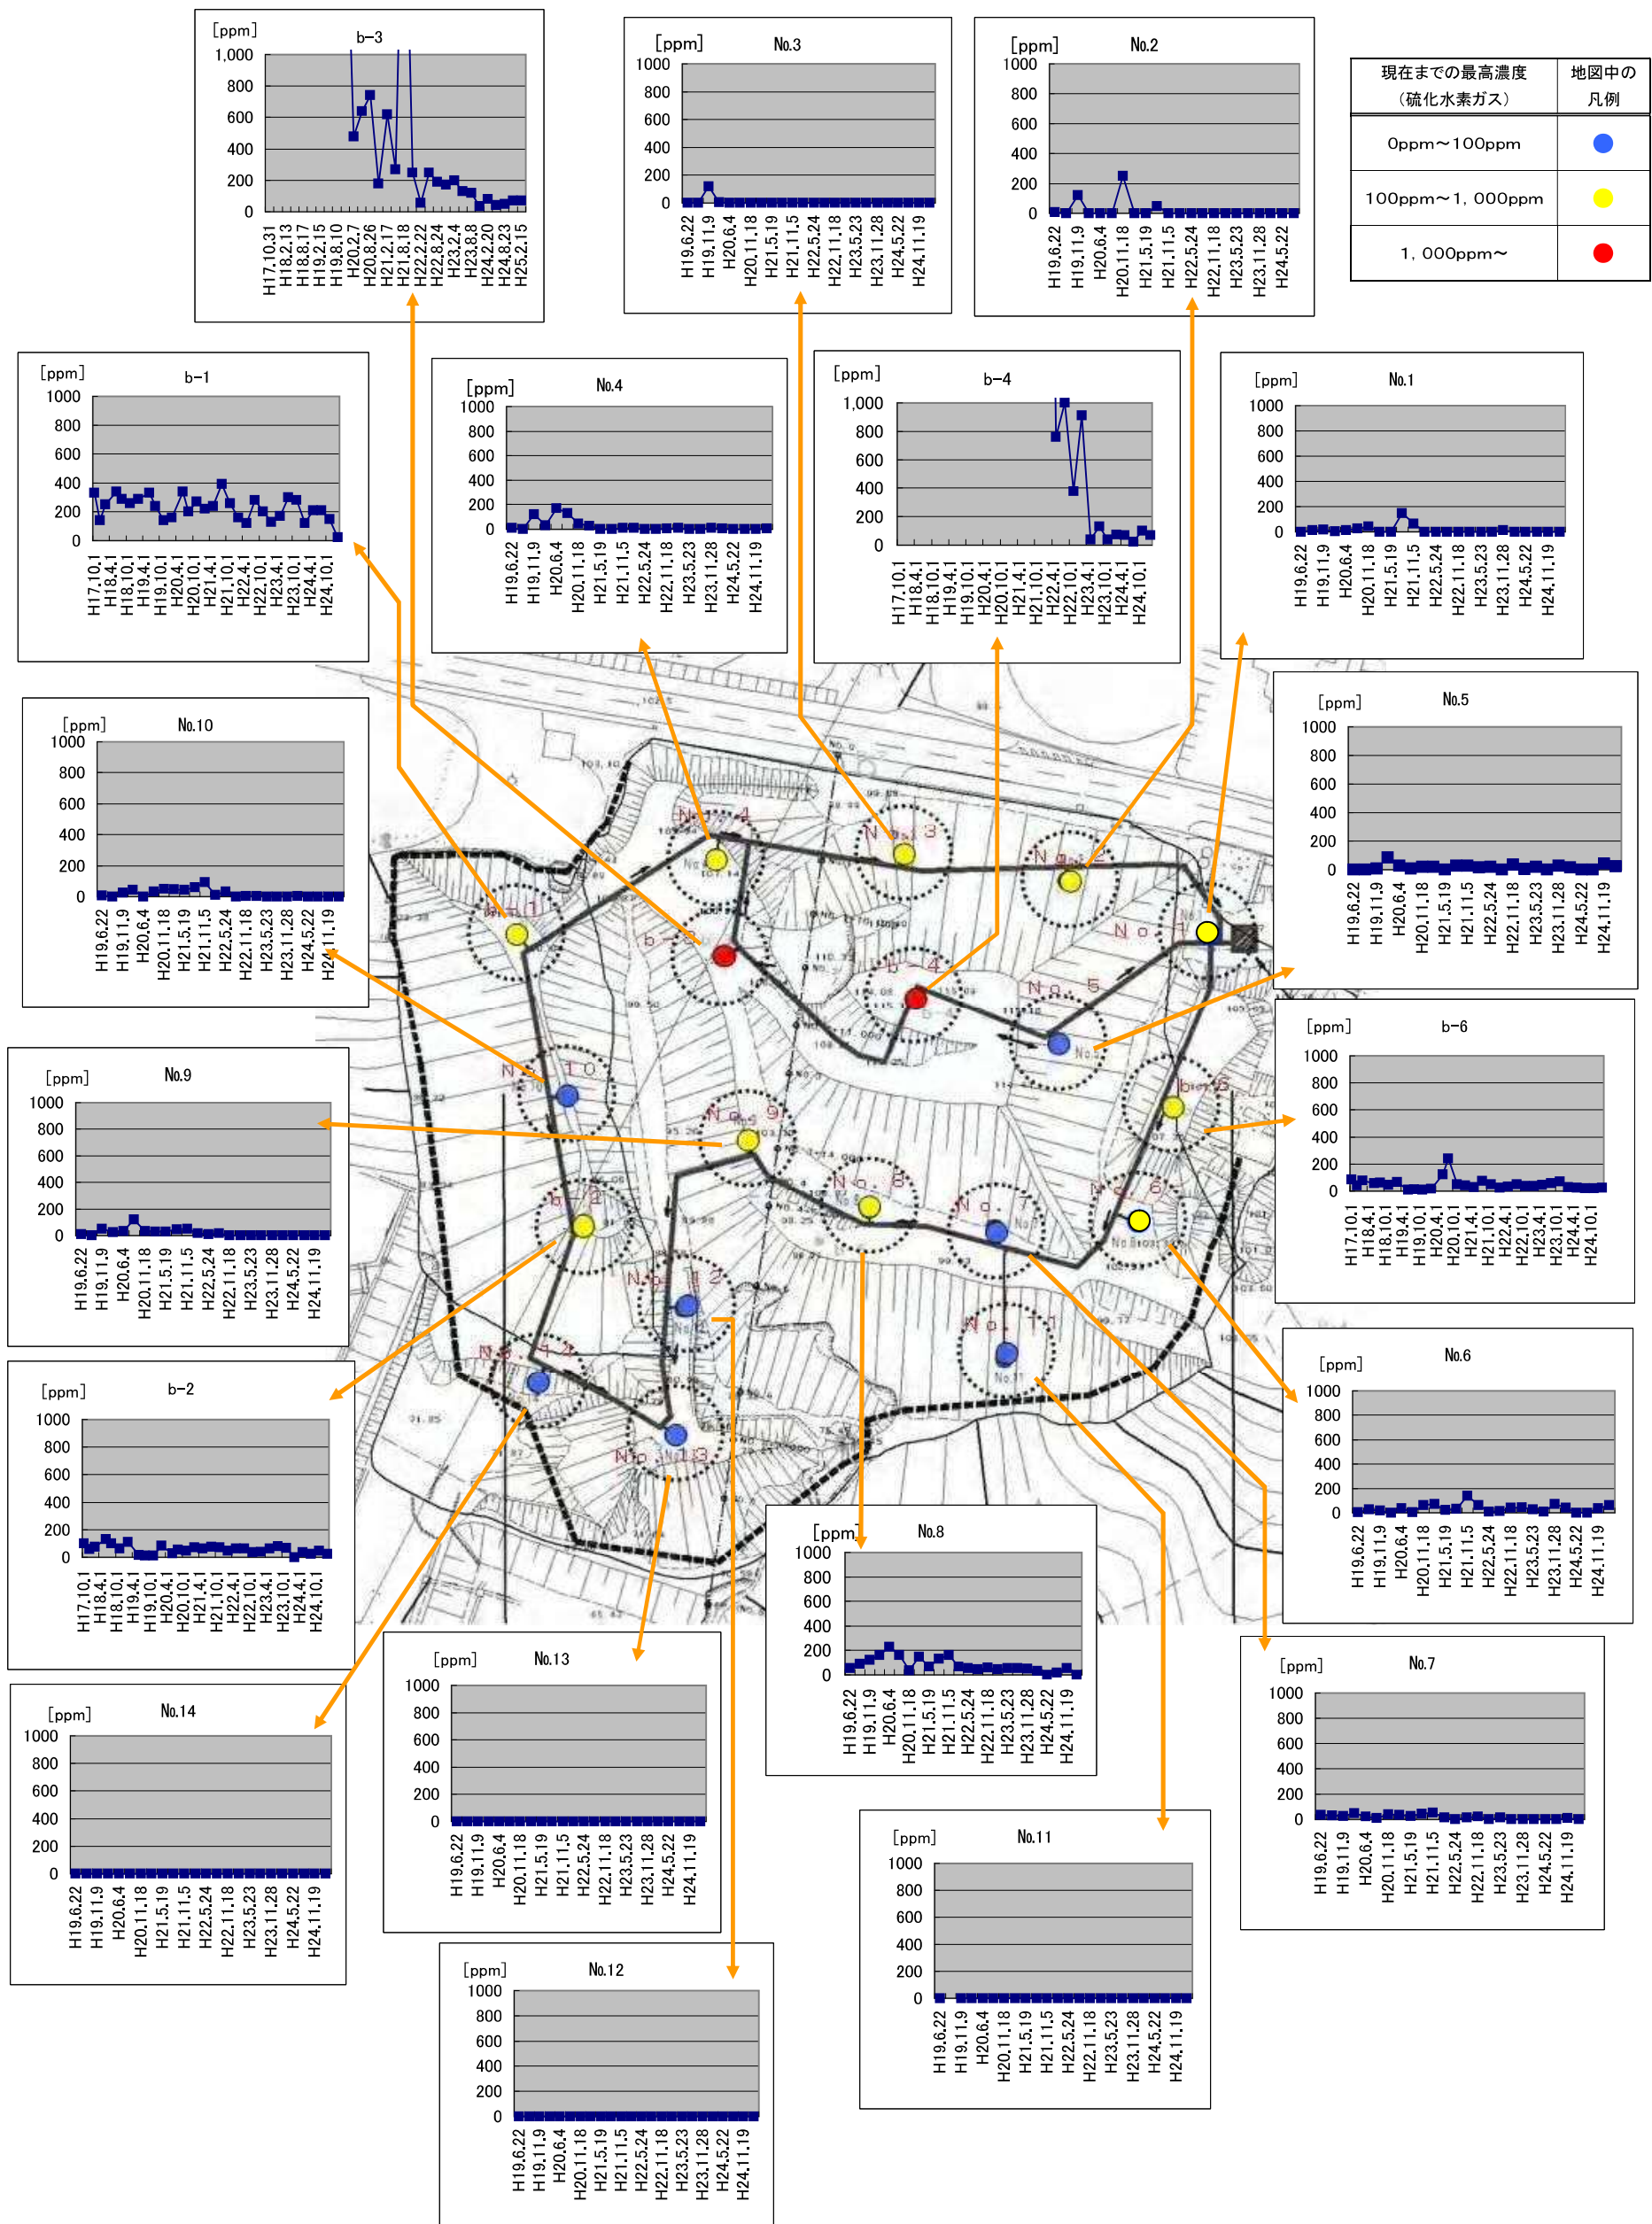 [ppm]
b-3
1,000
800
600
400
200
0
H17.10.31
H18.2.13
H18.8.17
H19.2.15
H19.8.10
H20.2.7
H20.8.26
H21.2.17
H21.8.18
H22.2.22
H22.8.24
H23.2.4
H23.8.8
H24.2.20
H24.8.23
H25.2.15
[ppm]
No.3
1000
800
600
400
200
0
H19.6.22
H19.11.9
H20.6.4
H20.11.18
H21.5.19
H21.11.5
H22.5.24
H22.11.18
H23.5.23
H23.11.28
H24.5.22
H24.11.19
[ppm]
No.2
1000
800
600
400
200
0
H19.6.22
H19.11.9
H20.6.4
H20.11.18
H21.5.19
H21.11.5
H22.5.24
H22.11.18
H23.5.23
H23.11.28
H24.5.22
現在までの最高濃度
(硫化水素ガス)
地図中の
凡例
0ppm~100ppm
100ppm~1,000ppm
1,000ppm~
[ppm]
b-1
1000
800
600
400
200
0
H17.10.1
H18.4.1
H18.10.1
H19.4.1
H19.10.1
H20.4.1
H20.10.1
H21.4.1
H21.10.1
H22.4.1
H22.10.1
H23.4.1
H23.10.1
H24.4.1
H24.10.1
[ppm]
No.4
1000
800
600
400
200
0
H19.6.22
H19.11.9
H20.6.4
H20.11.18
H21.5.19
H21.11.5
H22.5.24
H22.11.18
H23.5.23
H23.11.28
H24.5.22
H24.11.19
[ppm]
b-4
1,000
800
600
400
200
0
H17.10.1
H18.4.1
H18.10.1
H19.4.1
H19.10.1
H20.4.1
H20.10.1
H21.4.1
H21.10.1
H22.4.1
H22.10.1
H23.4.1
H23.10.1
H24.4.1
H24.10.1
[ppm]
No.1
1000
800
600
400
200
0
H19.6.22
H19.11.9
H20.6.4
H20.11.18
H21.5.19
H21.11.5
H22.5.24
H22.11.18
H23.5.23
H23.11.28
H24.5.22
H24.11.19
[ppm]
No.10
1000
800
600
400
200
0
H19.6.22
H19.11.9
H20.6.4
H20.11.18
H21.5.19
H21.11.5
H22.5.24
H22.11.18
H23.5.23
H23.11.28
H24.5.22
H24.11.19
[ppm]
No.5
1000
800
600
400
200
0
H19.6.22
H19.11.9
H20.6.4
H20.11.18
H21.5.19
H21.11.5
H22.5.24
H22.11.18
H23.5.23
H23.11.28
H24.5.22
H24.11.19
[ppm]
No.9
1000
800
600
400
200
0
H19.6.22
H19.11.9
H20.6.4
H20.11.18
H21.5.19
H21.11.5
H22.5.24
H22.11.18
H23.5.23
H23.11.28
H24.5.22
H24.11.19
[ppm]
b-6
1000
800
600
400
200
0
H17.10.1
H18.4.1
H18.10.1
H19.4.1
H19.10.1
H20.4.1
H20.10.1
H21.4.1
H21.10.1
H22.4.1
H22.10.1
H23.4.1
H23.10.1
H24.4.1
H24.10.1
[ppm]
b-2
1000
800
600
400
200
0
H17.10.1
H18.4.1
H18.10.1
H19.4.1
H19.10.1
H20.4.1
H20.10.1
H21.4.1
H21.10.1
H22.4.1
H22.10.1
H23.4.1
H23.10.1
H24.4.1
H24.10.1
[ppm]
No.6
1000
800
600
400
200
0
H19.6.22
H19.11.9
H20.6.4
H20.11.18
H21.5.19
H21.11.5
H22.5.24
H22.11.18
H23.5.23
H23.11.28
H24.5.22
H24.11.19
[ppm]
No.8
1000
800
600
400
200
0
H19.6.22
H19.11.9
H20.6.4
H20.11.18
H21.5.19
H21.11.5
H22.5.24
H22.11.18
H23.5.23
H23.11.28
H24.5.22
H24.11.19
[ppm]
No.13
1000
800
600
400
200
0
H19.6.22
H19.11.9
H20.6.4
H20.11.18
H21.5.19
H21.11.5
H22.5.24
H22.11.18
H23.5.23
H23.11.28
H24.5.22
H24.11.19
[ppm]
No.7
1000
800
600
400
200
0
H19.6.22
H19.11.9
H20.6.4
H20.11.18
H21.5.19
H21.11.5
H22.5.24
H22.11.18
H23.5.23
H23.11.28
H24.5.22
H24.11.19
[ppm]
No.14
1000
800
600
400
200
0
H19.6.22
H19.11.9
H20.6.4
H20.11.18
H21.5.19
H21.11.5
H22.5.24
H22.11.18
H23.5.23
H23.11.28
H24.5.22
H24.11.19
[ppm]
No.11
1000
800
600
400
200
0
H19.6.22
H19.11.9
H20.6.4
H20.11.18
H21.5.19
H21.11.5
H22.5.24
H22.11.18
H23.5.23
H23.11.28
H24.5.22
H24.11.19
[ppm]
No.12
1000
800
600
400
200
0
H19.6.22
H19.11.9
H20.6.4
H20.11.18
H21.5.19
H21.11.5
H22.5.24
H22.11.18
H23.5.23
H23.11.28
H24.5.22
H24.11.19
No.5
No.9
No.8
No.11
No.13
b-4